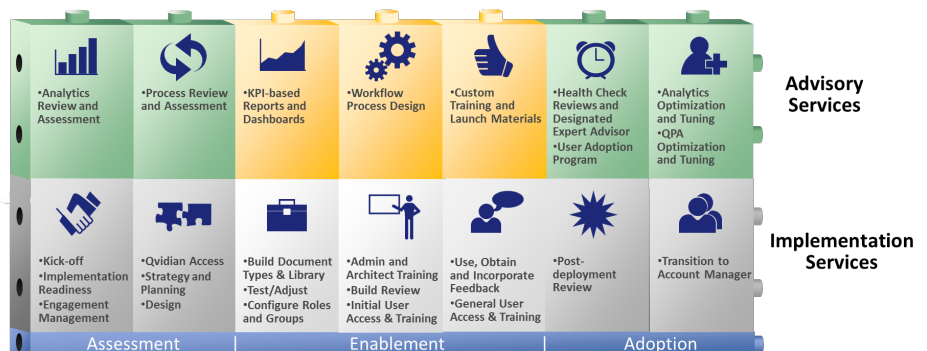 •Analytics
Review and
Assessment
•Process Review
and Assessment
•KPI-based
Reports and
Dashboards
•Workflow
Process Design
•Custom
Training and
Launch Materials
•Health Check
Reviews and
Designated
Expert Advisor
•User Adoption
Program
•Analytics
Optimization
and Tuning
•QPA
Optimization
and Tuning
Advisory
Services
•Kick-off
•Implementation
Readiness
•Engagement
Management
•Qvidian Access
•Strategy and
Planning
•Design
•Build Document
Types & Library
•Test/Adjust
•Configure Roles
and Groups
•Admin and
Architect Training
•Build Review
•Initial User
Access & Training
•Use, Obtain
and Incorporate
Feedback
•General User
Access & Training
•Post-
deployment
Review
•Transition to
Account Manager
Implementation
Services
Assessment | Enablement | Adoption